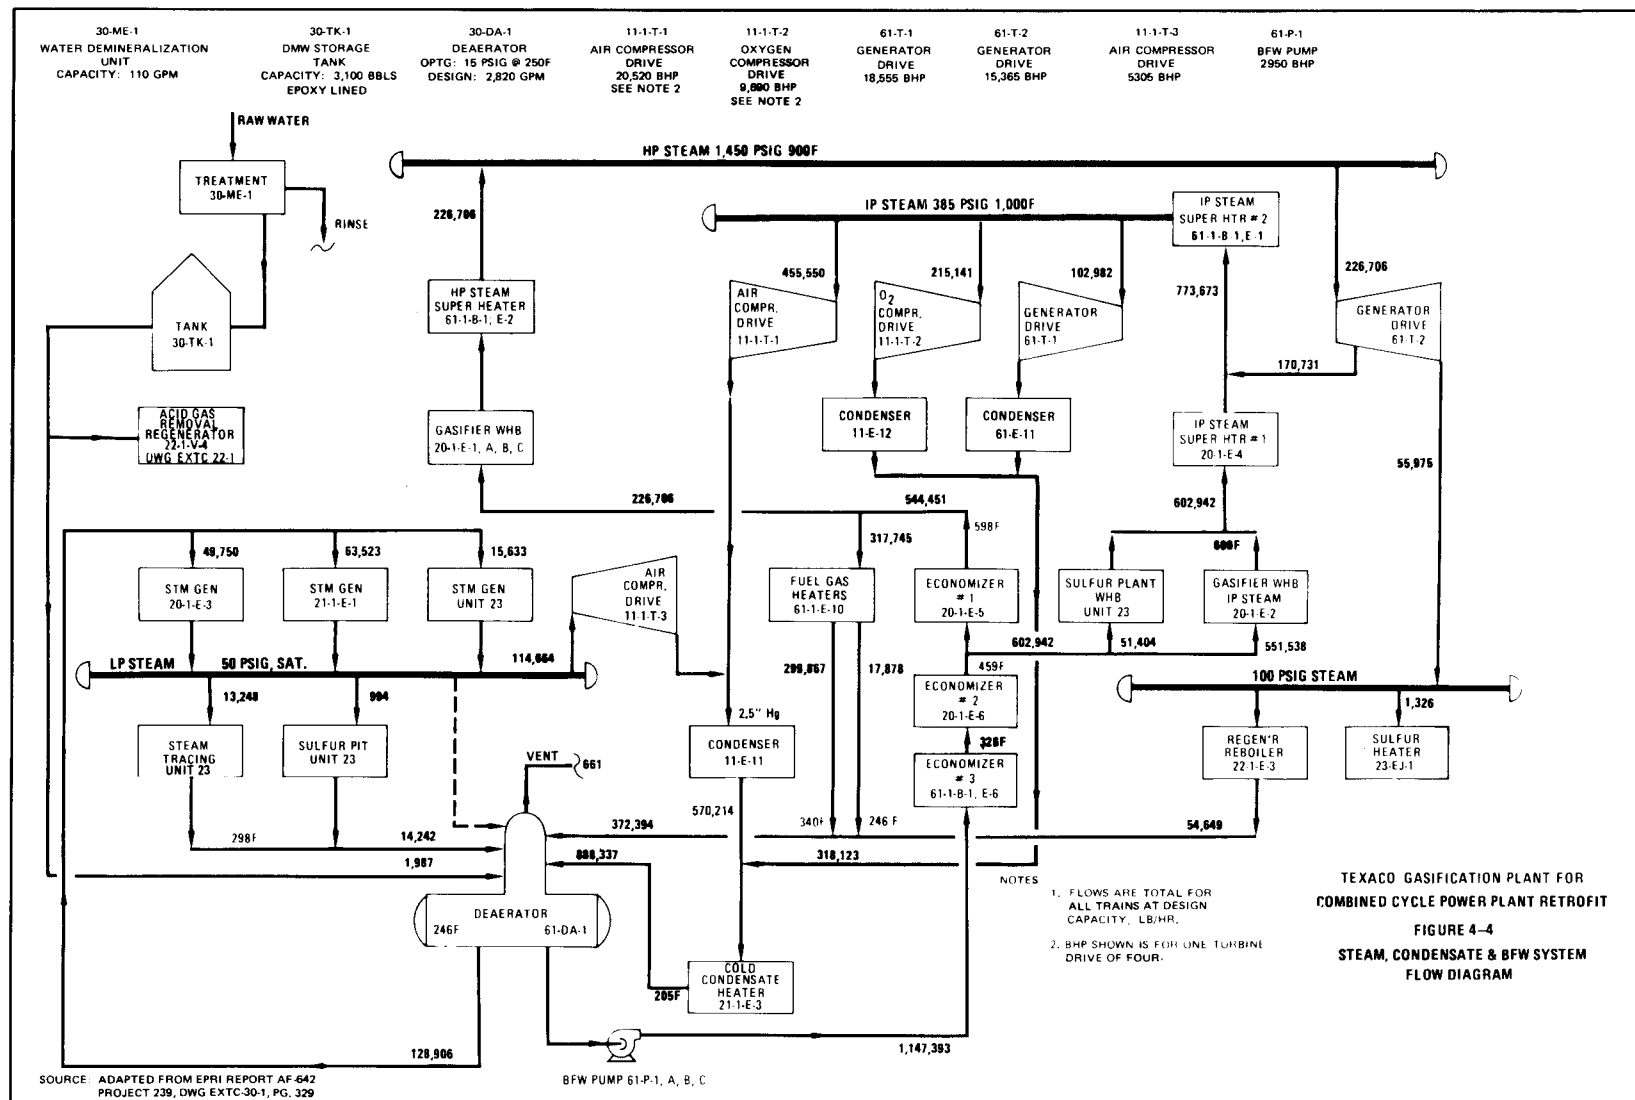 30-ME-1
WATER DEMINERALIZATION
UNIT
CAPACITY: 110 GPM
30-TK-1
DMW STORAGE
TANK
CAPACITY: 3,100 BBLS
EPOXY LINED
30-DA-1
DEAERATOR
OPTG: 15 PSIG @ 250F
DESIGN: 2,820 GPM
11-1-T-1
AIR COMPRESSOR
DRIVE
20,520 BHP
SEE NOTE 2
11-1-T-2
OXYGEN
COMPRESSOR
DRIVE
9,690 BHP
SEE NOTE 2
61-T-1
GENERATOR
DRIVE
18,555 BHP
61-T-2
GENERATOR
DRIVE
15,365 BHP
11-1-T-3
AIR COMPRESSOR
DRIVE
5305 BHP
61-P-1
BFW PUMP
2950 BHP
RAW WATER
TREATMENT
30-ME-1
RINSE
TANK
30-TK-1
ACID GAS
REMOVAL
REGENERATOR
22-1-V-4
DWG EXTC 22-1
HP STEAM 1,450 PSIG 900F
226,706
HP STEAM
SUPER HEATER
61-1-B-1, E-2
GASIFIER WHB
20-1-E-1, A, B, C
IP STEAM 385 PSIG 1,000F
IP STEAM
SUPER HTR # 2
61-1-B-1, E-1
455,550
215,141
102,982
773,673
226,706
AIR
COMPR.
DRIVE
11-1-T-1
O2
COMPR.
DRIVE
11-1-T-2
GENERATOR
DRIVE
61-T-1
GENERATOR
DRIVE
61-T-2
170,731
CONDENSER
11-E-12
CONDENSER
61-E-11
IP STEAM
SUPER HTR # 1
20-1-E-4
55,975
226,706
544,451
602,942
598F
317,745
600F
49,750
63,523
15,633
STM GEN
20-1-E-3
STM GEN
21-1-E-1
STM GEN
UNIT 23
AIR
COMPR.
DRIVE
11-1-T-3
FUEL GAS
HEATERS
61-1-E-10
ECONOMIZER
# 1
20-1-E-5
SULFUR PLANT
WHB
UNIT 23
GASIFIER WHB
IP STEAM
20-1-E-2
602,942
51,404
551,538
LP STEAM
50 PSIG, SAT.
114,664
299,867
17,878
459F
100 PSIG STEAM
13,248
994
1,326
2.5" Hg
ECONOMIZER
# 2
20-1-E-6
STEAM
TRACING
UNIT 23
SULFUR PIT
UNIT 23
CONDENSER
11-E-11
328F
REGEN'R
REBOILER
22-1-E-3
SULFUR
HEATER
23-EJ-1
VENT
661
ECONOMIZER
# 3
61-1-B-1, E-6
570,214
298F
14,242
372,394
340F
246 F
54,649
1,987
888,337
318,123
DEAERATOR
246F
61-DA-1
COLD
CONDENSATE
HEATER
21-1-E-3
205F
128,906
1,147,393
BFW PUMP 61-P-1, A, B, C
NOTES
1. FLOWS ARE TOTAL FOR
ALL TRAINS AT DESIGN
CAPACITY, LB/HR.
2. BHP SHOWN IS FOR ONE TURBINE
DRIVE OF FOUR.
TEXACO GASIFICATION PLANT FOR
COMBINED CYCLE POWER PLANT RETROFIT
FIGURE 4-4
STEAM, CONDENSATE & BFW SYSTEM
FLOW DIAGRAM
SOURCE: ADAPTED FROM EPRI REPORT AF-642
PROJECT 239, DWG EXTC-30-1, PG. 329